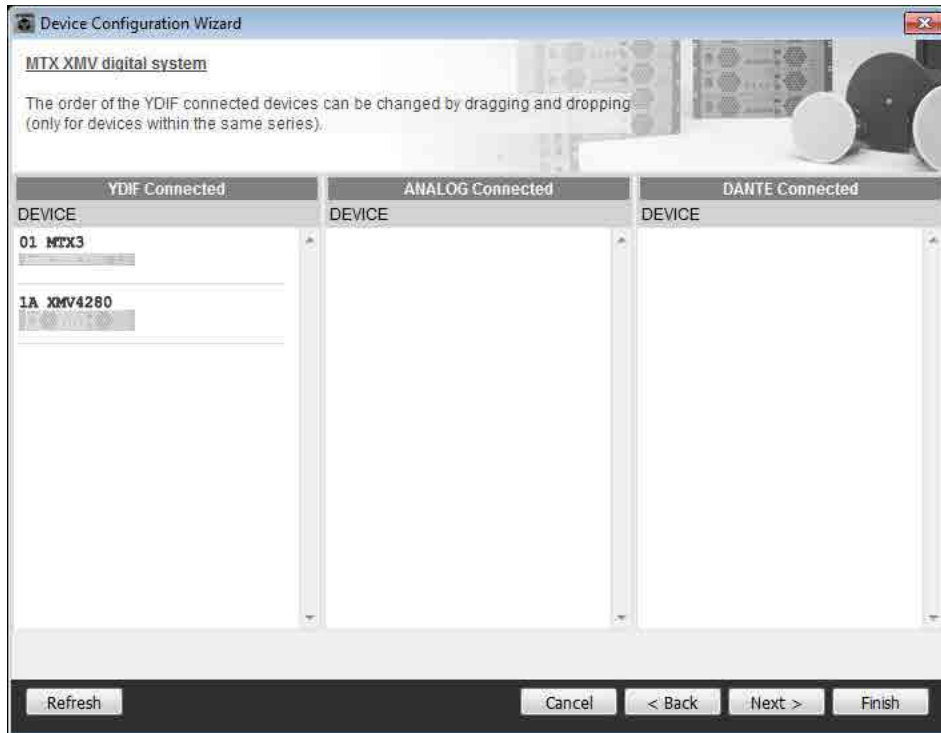 Device Configuration Wizard
MTX XMV digital system
The order of the YDIF connected devices can be changed by dragging and dropping
(only for devices within the same series).
YDIF Connected
ANALOG Connected
DANTE Connected
DEVICE
DEVICE
DEVICE
01 MTX3
1A XMV4280
Refresh
Cancel
< Back
Next >
Finish